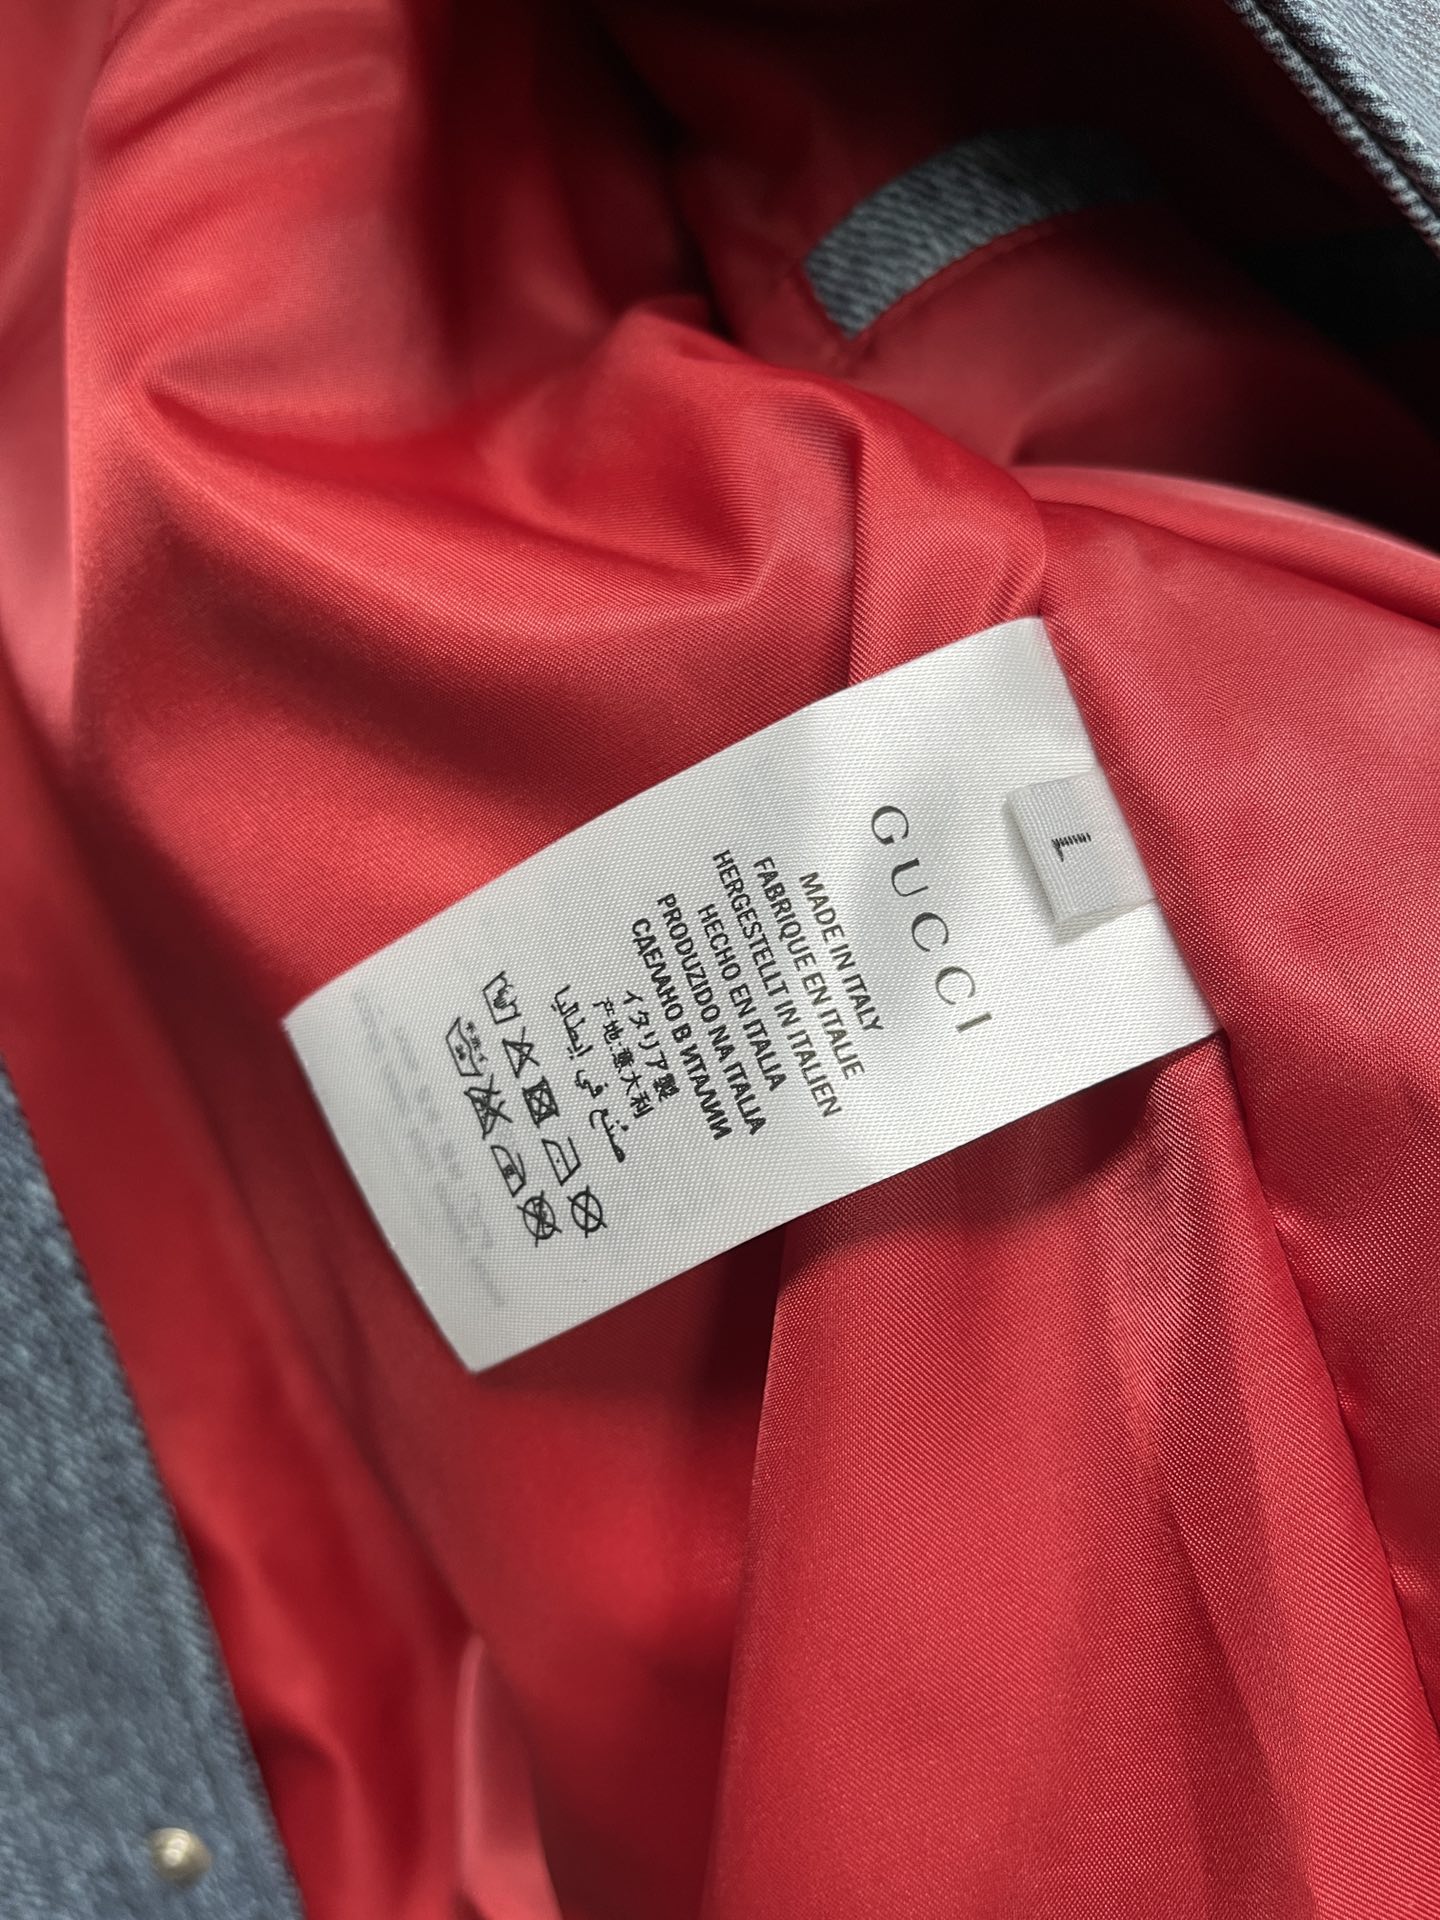 L
GUCCI
MADE IN ITALY
FABRIQUE EN ITALIE
HERGESTELLT IN ITALIEN
HECHO EN ITALIA
PRODUZIDO NA ITALIA
СДЕЛАНО В ИТАЛИИ
イタリア製
产地:意大利
صنع في إيطاليا